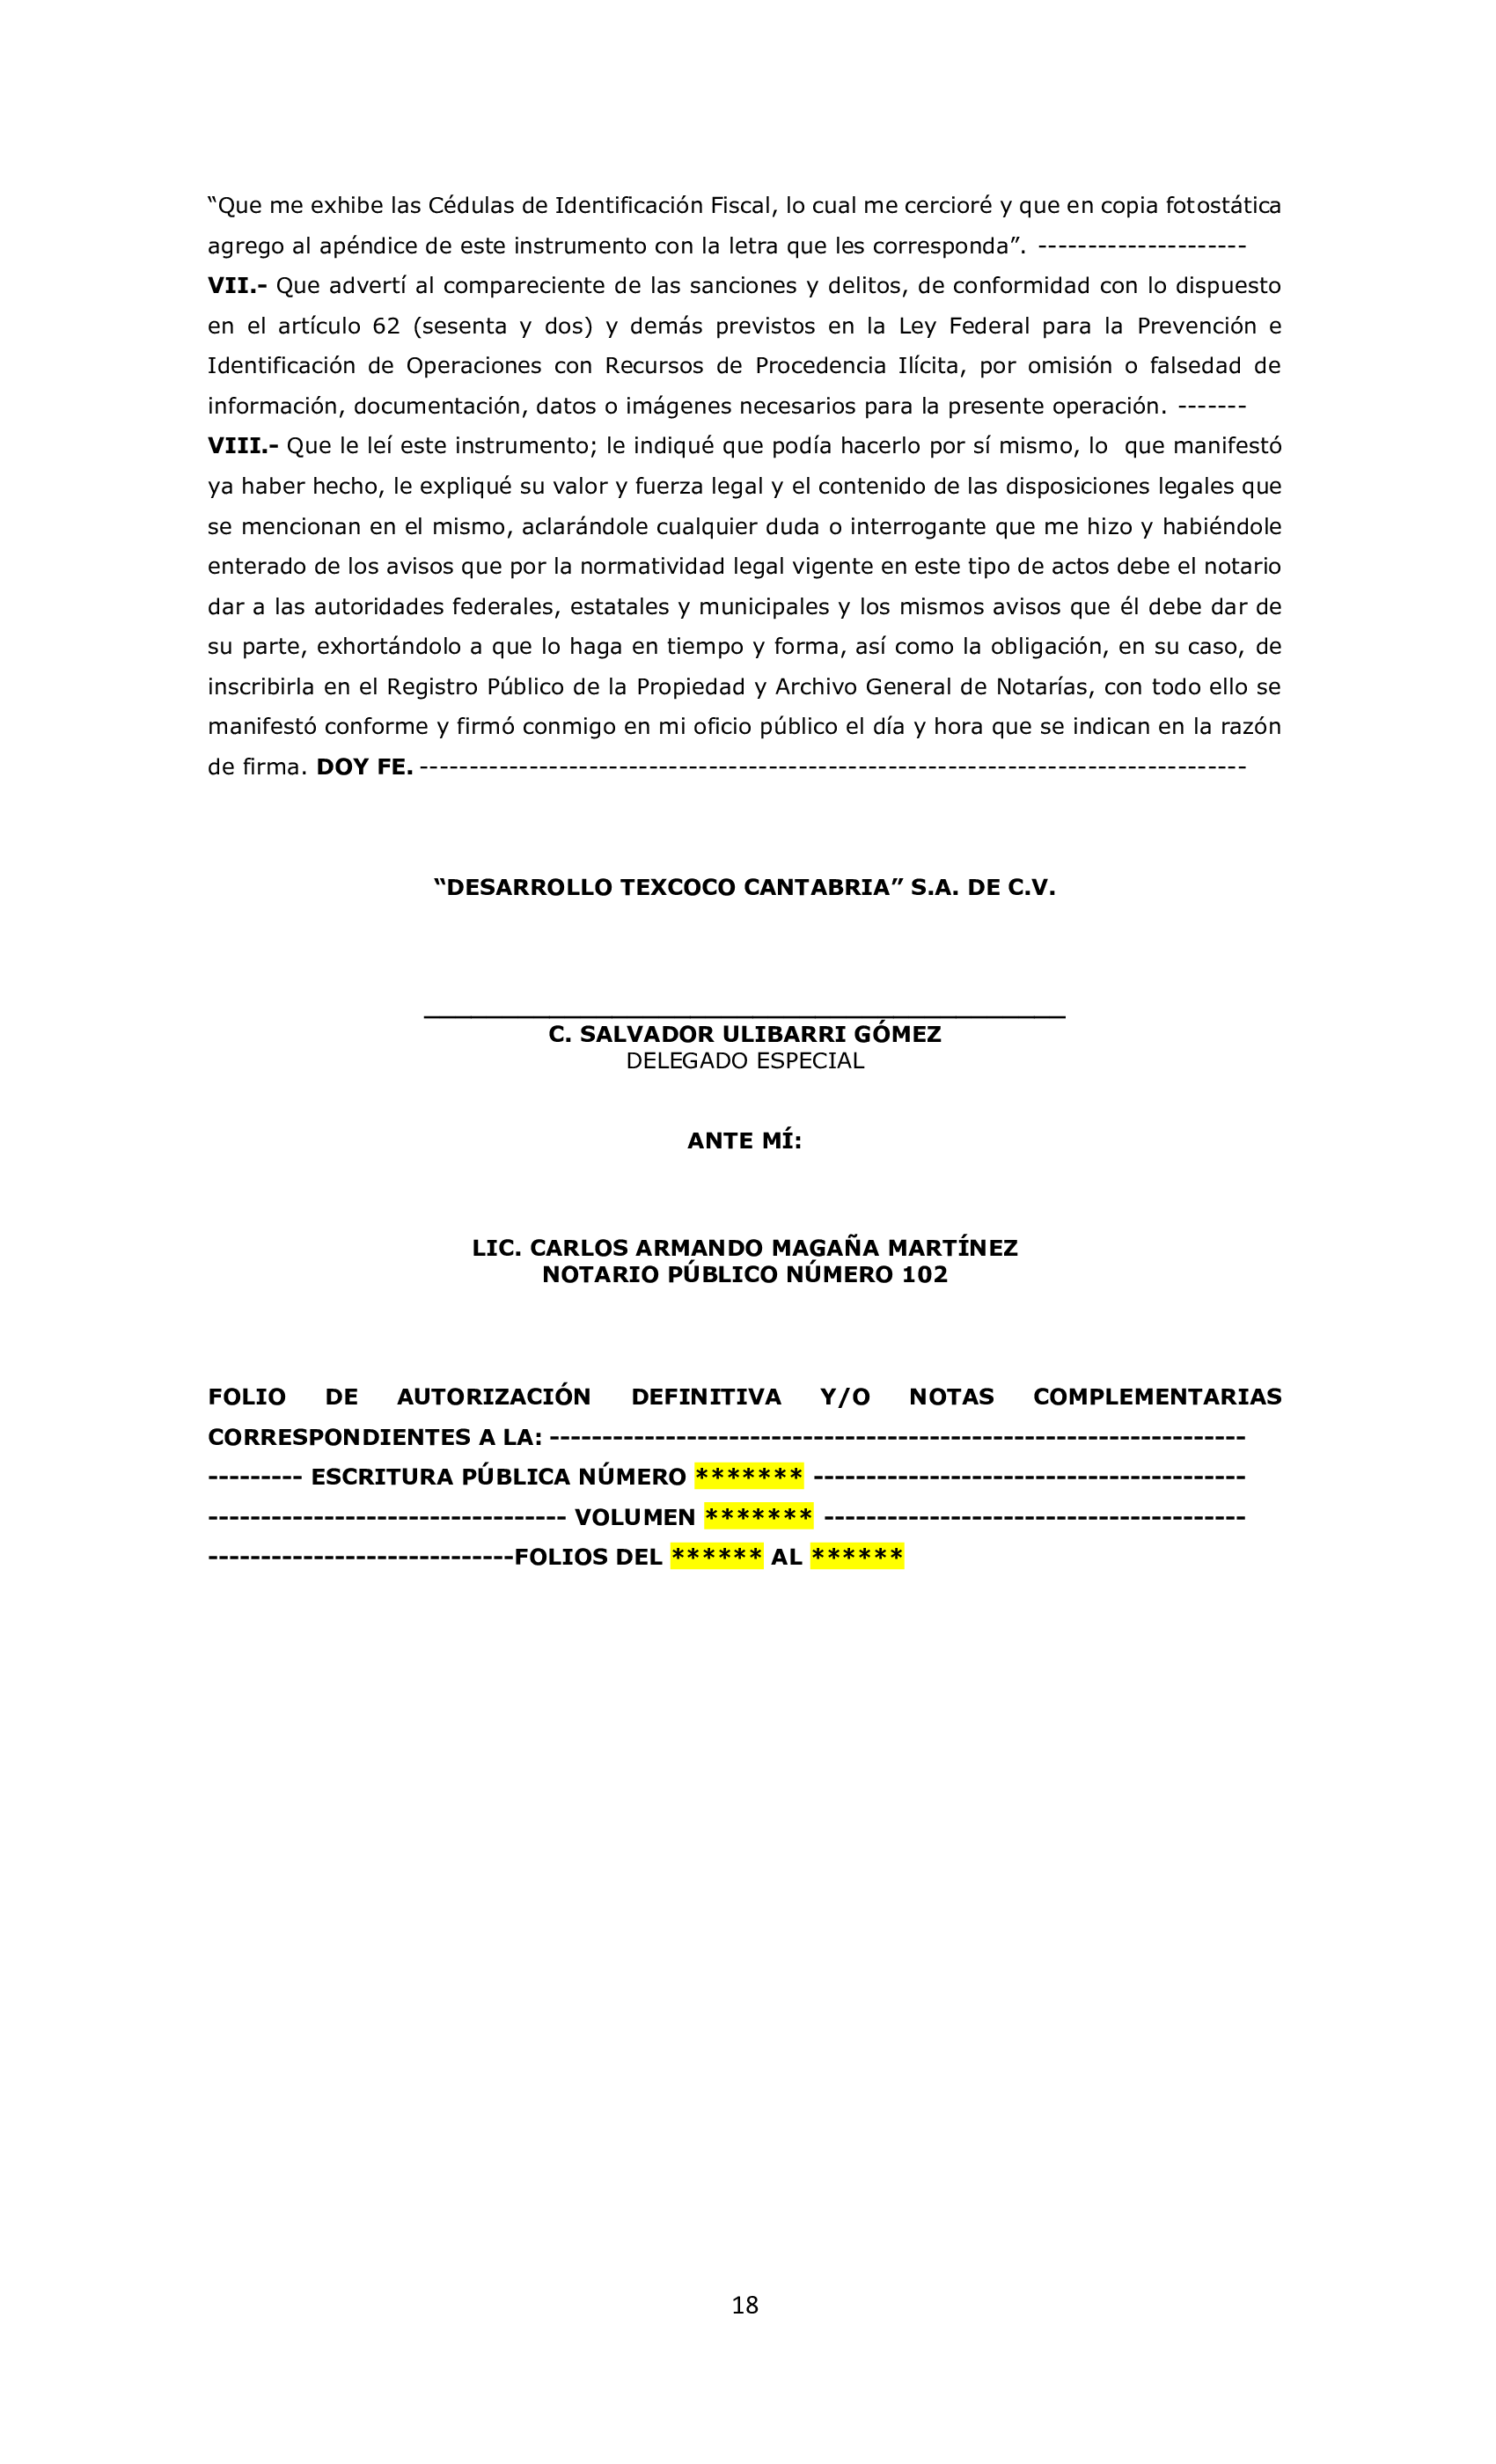 “Que me exhibe las Cédulas de Identificación Fiscal, lo cual me cercioré y que en copia fotostática
agrego al apéndice de este instrumento con la letra que les corresponda”. ---------------------
VII.- Que advertí al compareciente de las sanciones y delitos, de conformidad con lo dispuesto
en el artículo 62 (sesenta y dos) y demás previstos en la Ley Federal para la Prevención e
Identificación de Operaciones con Recursos de Procedencia Ilícita, por omisión o falsedad de
información, documentación, datos o imágenes necesarios para la presente operación. -------
VIII.- Que le leí este instrumento; le indiqué que podía hacerlo por sí mismo, lo  que manifestó
ya haber hecho, le expliqué su valor y fuerza legal y el contenido de las disposiciones legales que
se mencionan en el mismo, aclarándole cualquier duda o interrogante que me hizo y habiéndole
enterado de los avisos que por la normatividad legal vigente en este tipo de actos debe el notario
dar a las autoridades federales, estatales y municipales y los mismos avisos que él debe dar de
su parte, exhortándolo a que lo haga en tiempo y forma, así como la obligación, en su caso, de
inscribirla en el Registro Público de la Propiedad y Archivo General de Notarías, con todo ello se
manifestó conforme y firmó conmigo en mi oficio público el día y hora que se indican en la razón
de firma. DOY FE. -----------------------------------------------------------------------------------
“DESARROLLO TEXCOCO CANTABRIA” S.A. DE C.V.
_______________________________________________
C. SALVADOR ULIBARRI GÓMEZ
DELEGADO ESPECIAL
ANTE MÍ:
LIC. CARLOS ARMANDO MAGAÑA MARTÍNEZ
NOTARIO PÚBLICO NÚMERO 102
FOLIO DE AUTORIZACIÓN DEFINITIVA Y/O NOTAS COMPLEMENTARIAS
CORRESPONDIENTES A LA: ------------------------------------------------------------------
--------- ESCRITURA PÚBLICA NÚMERO ******* -----------------------------------------
---------------------------------- VOLUMEN ******* ----------------------------------------
-----------------------------FOLIOS DEL ****** AL ******
18